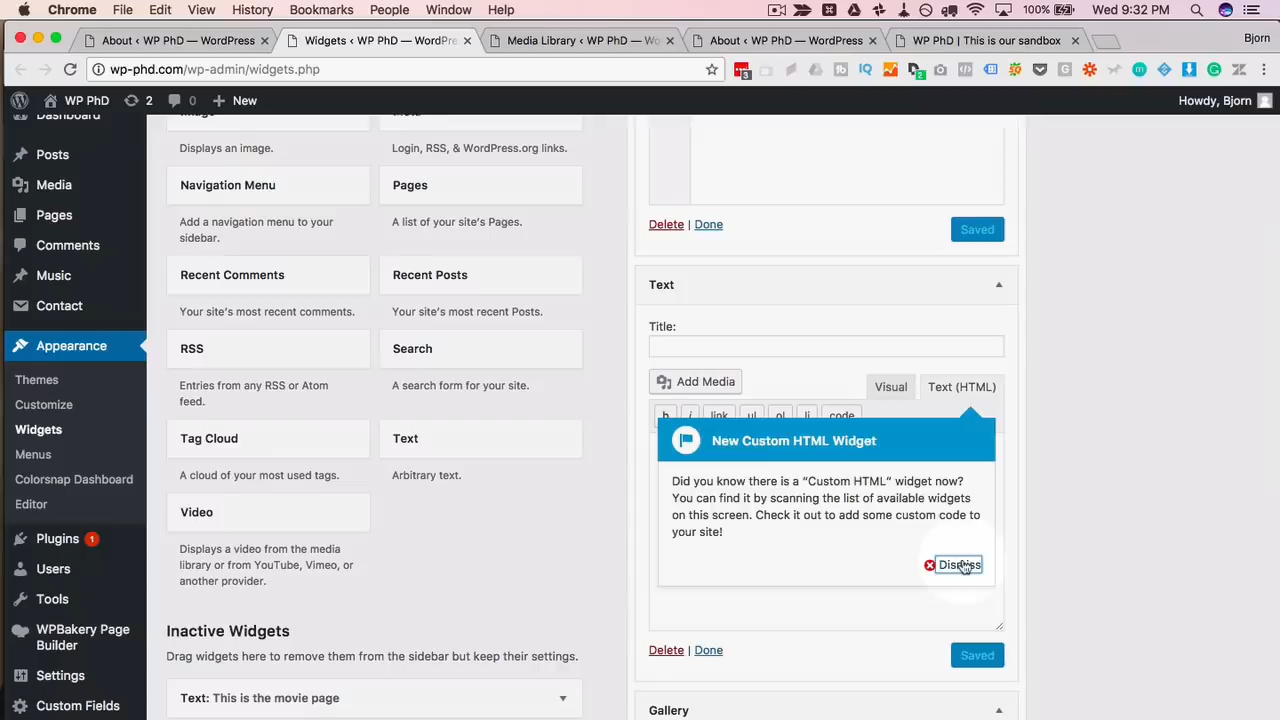 Chrome File Edit View History Bookmarks People Window Help 100% Wed 9:32 PM
About ‹ WP PhD — WordPress Widgets ‹ WP PhD — WordPre Media Library ‹ WP PhD — Wo About ‹ WP PhD — WordPress WP PhD | This is our sandbox Bjorn
wp-phd.com/wp-admin/widgets.php
WP PhD 2 0 New Howdy, Bjorn
Dashboard
Posts
Media
Pages
Comments
Music
Contact
Appearance
Themes
Customize
Widgets
Menus
Colorsnap Dashboard
Editor
Plugins 1
Users
Tools
WPBakery Page
Builder
Settings
Custom Fields
Image
Displays an image.
Meta
Login, RSS, & WordPress.org links.
Navigation Menu
Add a navigation menu to your
sidebar.
Pages
A list of your site's Pages.
Recent Comments
Your site's most recent comments.
Recent Posts
Your site's most recent Posts.
RSS
Entries from any RSS or Atom
feed.
Search
A search form for your site.
Tag Cloud
A cloud of your most used tags.
Text
Arbitrary text.
Video
Displays a video from the media
library or from YouTube, Vimeo, or
another provider.
Inactive Widgets
Drag widgets here to remove them from the sidebar but keep their settings.
Text: This is the movie page
Delete | Done Saved
Text
Title:
Add Media Visual Text (HTML)
b i link ul ol li code
New Custom HTML Widget
Did you know there is a “Custom HTML“ widget now?
You can find it by scanning the list of available widgets
on this screen. Check it out to add some custom code to
your site!
Dismiss
Delete | Done Saved
Gallery